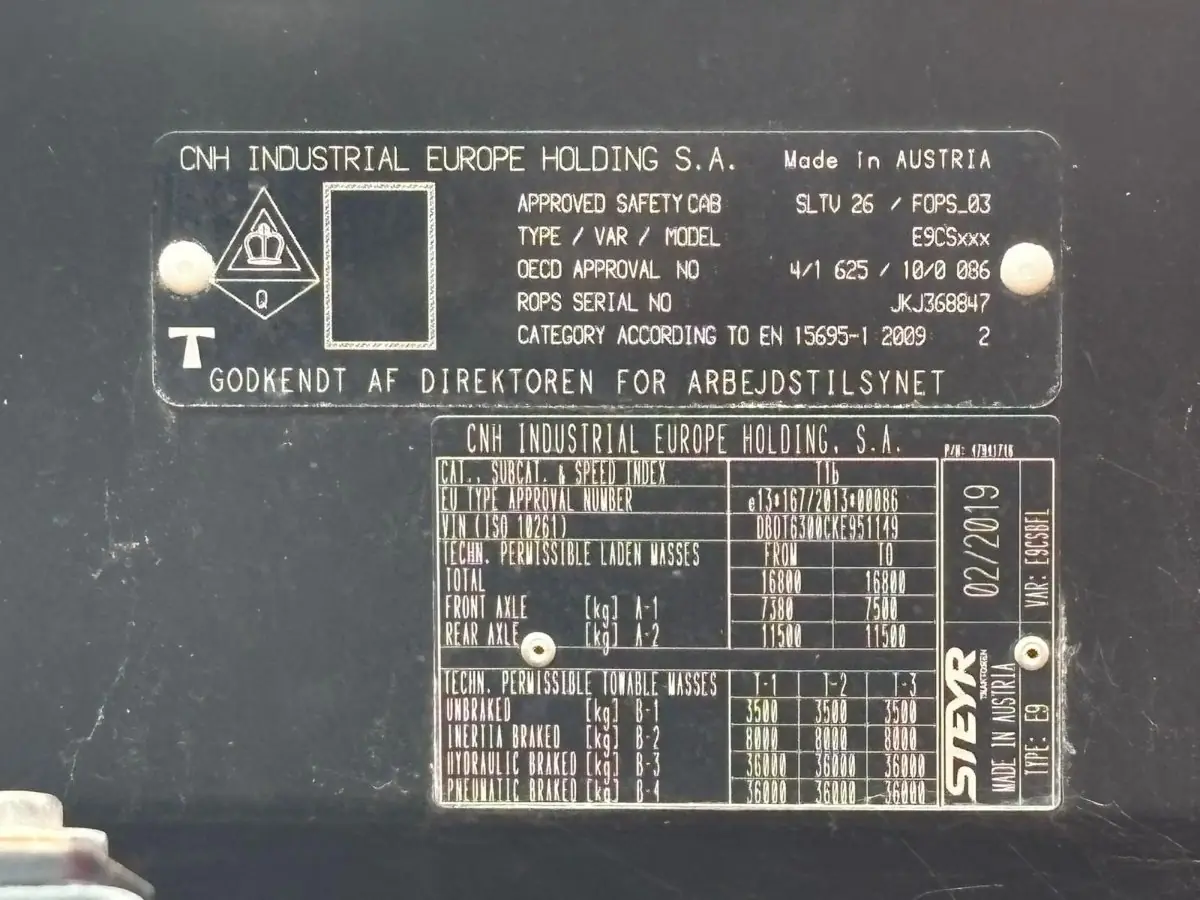 CNH INDUSTRIAL EUROPE HOLDING S.A. Made in AUSTRIA
APPROVED SAFETY CAB SLTV 26 / FOPS_03
TYPE / VAR / MODEL E9CSxxx
OECD APPROVAL NO 4/1 625 / 10/0 086
ROPS SERIAL NO JKJ368847
CATEGORY ACCORDING TO EN 15695-1:2009 2
Q
T
GODKENDT AF DIREKTOREN FOR ARBEJDSTILSYNET
CNH INDUSTRIAL EUROPE HOLDING, S.A.
P/N: 47941716
CAT., SUBCAT. & SPEED INDEX T1b
EU TYPE APPROVAL NUMBER e13*167/2013*00086
VIN (ISO 10261) DBDT6300CKE951149
TECHN. PERMISSIBLE LADEN MASSES FROM TO
TOTAL 16800 16800
FRONT AXLE [kg] A-1 7380 7500
REAR AXLE [kg] A-2 11500 11500
TECHN. PERMISSIBLE TOWABLE MASSES T-1 T-2 T-3
UNBRAKED [kg] B-1 3500 3500 3500
INERTIA BRAKED [kg] B-2 8000 8000 8000
HYDRAULIC BRAKED [kg] B-3 36000 36000 36000
PNEUMATIC BRAKED [kg] B-4 36000 36000 36000
02/2019
STEYR
TRAKTOREN
MADE IN AUSTRIA
TYPE: E9 VAR: E9CSBFL